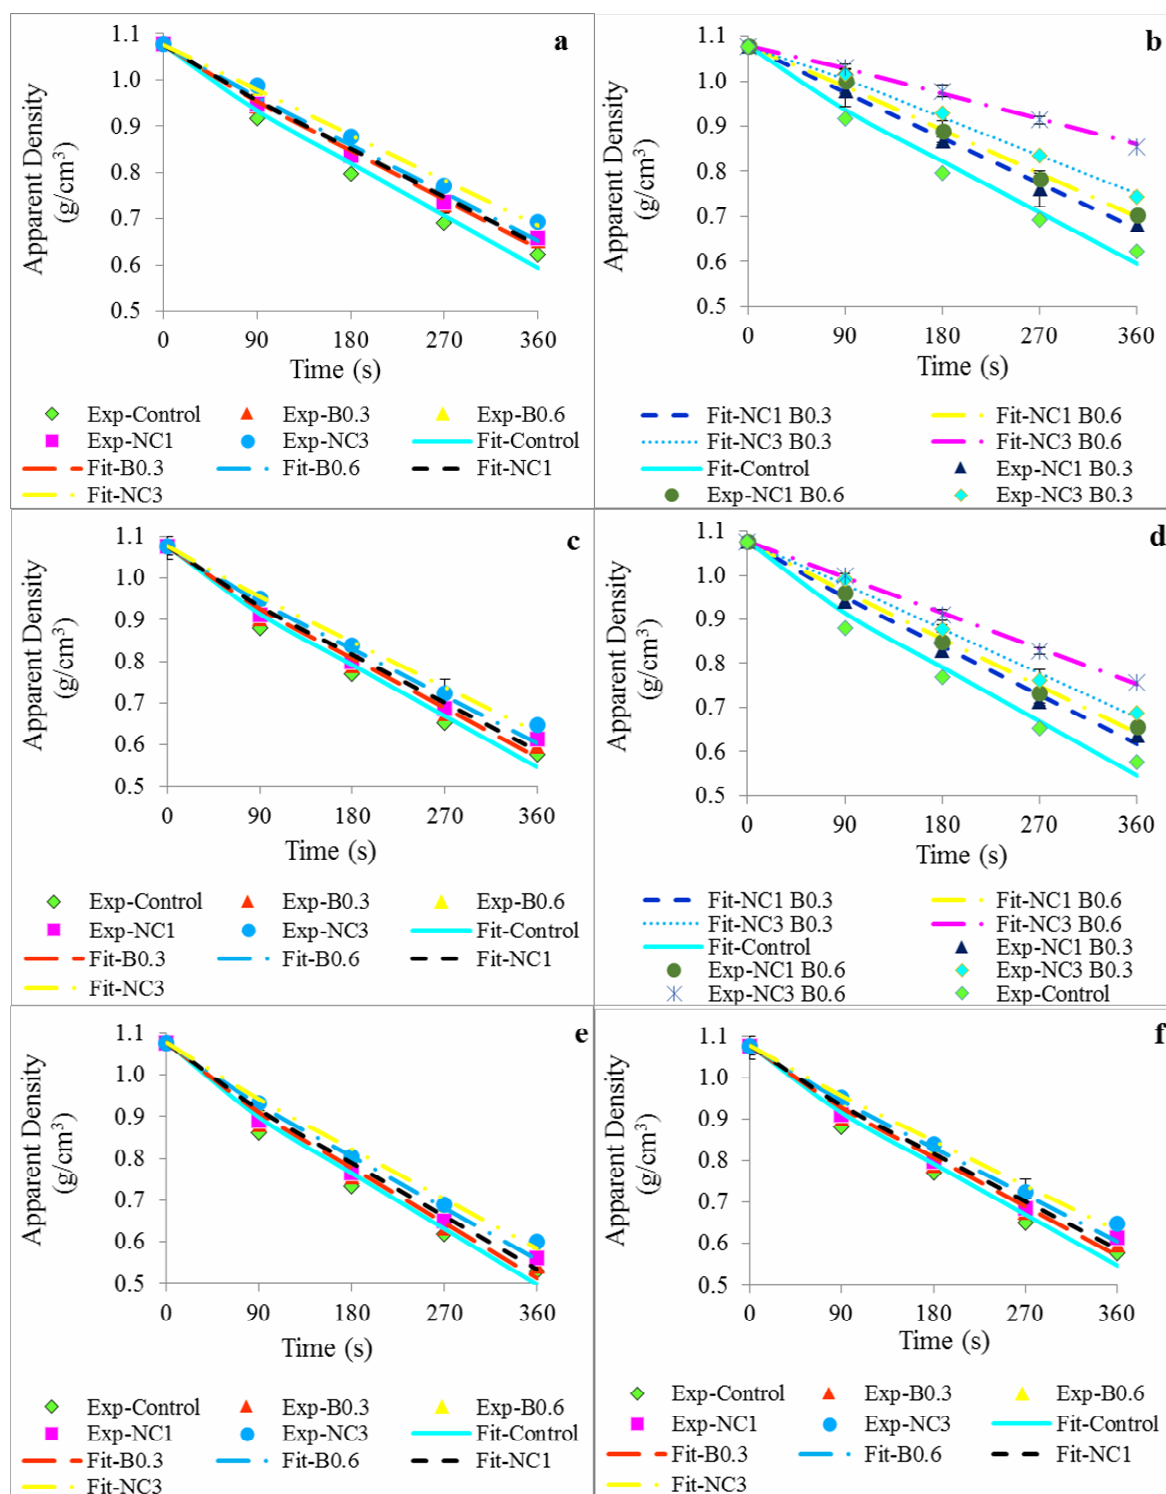 a
Apparent Density
(g/cm³)
1.1
1.0
0.9
0.8
0.7
0.6
0.5
0 90 180 270 360
Time (s)
Exp-Control Exp-B0.3 Exp-B0.6
Exp-NC1 Exp-NC3 Fit-Control
Fit-B0.3 Fit-B0.6 Fit-NC1
Fit-NC3
b
Apparent Density
(g/cm³)
1.1
1.0
0.9
0.8
0.7
0.6
0.5
0 90 180 270 360
Time (s)
Fit-NC1 B0.3 Fit-NC1 B0.6
Fit-NC3 B0.3 Fit-NC3 B0.6
Fit-Control Exp-NC1 B0.3
Exp-NC1 B0.6 Exp-NC3 B0.3
c
Apparent Density
(g/cm³)
1.1
1.0
0.9
0.8
0.7
0.6
0.5
0 90 180 270 360
Time (s)
Exp-Control Exp-B0.3 Exp-B0.6
Exp-NC1 Exp-NC3 Fit-Control
Fit-B0.3 Fit-B0.6 Fit-NC1
Fit-NC3
d
Apparent Density
(g/cm³)
1.1
1.0
0.9
0.8
0.7
0.6
0.5
0 90 180 270 360
Time (s)
Fit-NC1 B0.3 Fit-NC1 B0.6
Fit-NC3 B0.3 Fit-NC3 B0.6
Fit-Control Exp-NC1 B0.3
Exp-NC1 B0.6 Exp-NC3 B0.3
Exp-NC3 B0.6 Exp-Control
e
Apparent Density
(g/cm³)
1.1
1.0
0.9
0.8
0.7
0.6
0.5
0 90 180 270 360
Time (s)
Exp-Control Exp-B0.3 Exp-B0.6
Exp-NC1 Exp-NC3 Fit-Control
Fit-B0.3 Fit-B0.6 Fit-NC1
Fit-NC3
f
Apparent Density
(g/cm³)
1.1
1.0
0.9
0.8
0.7
0.6
0.5
0 90 180 270 360
Time (s)
Exp-Control Exp-B0.3 Exp-B0.6
Exp-NC1 Exp-NC3 Fit-Control
Fit-B0.3 Fit-B0.6 Fit-NC1
Fit-NC3